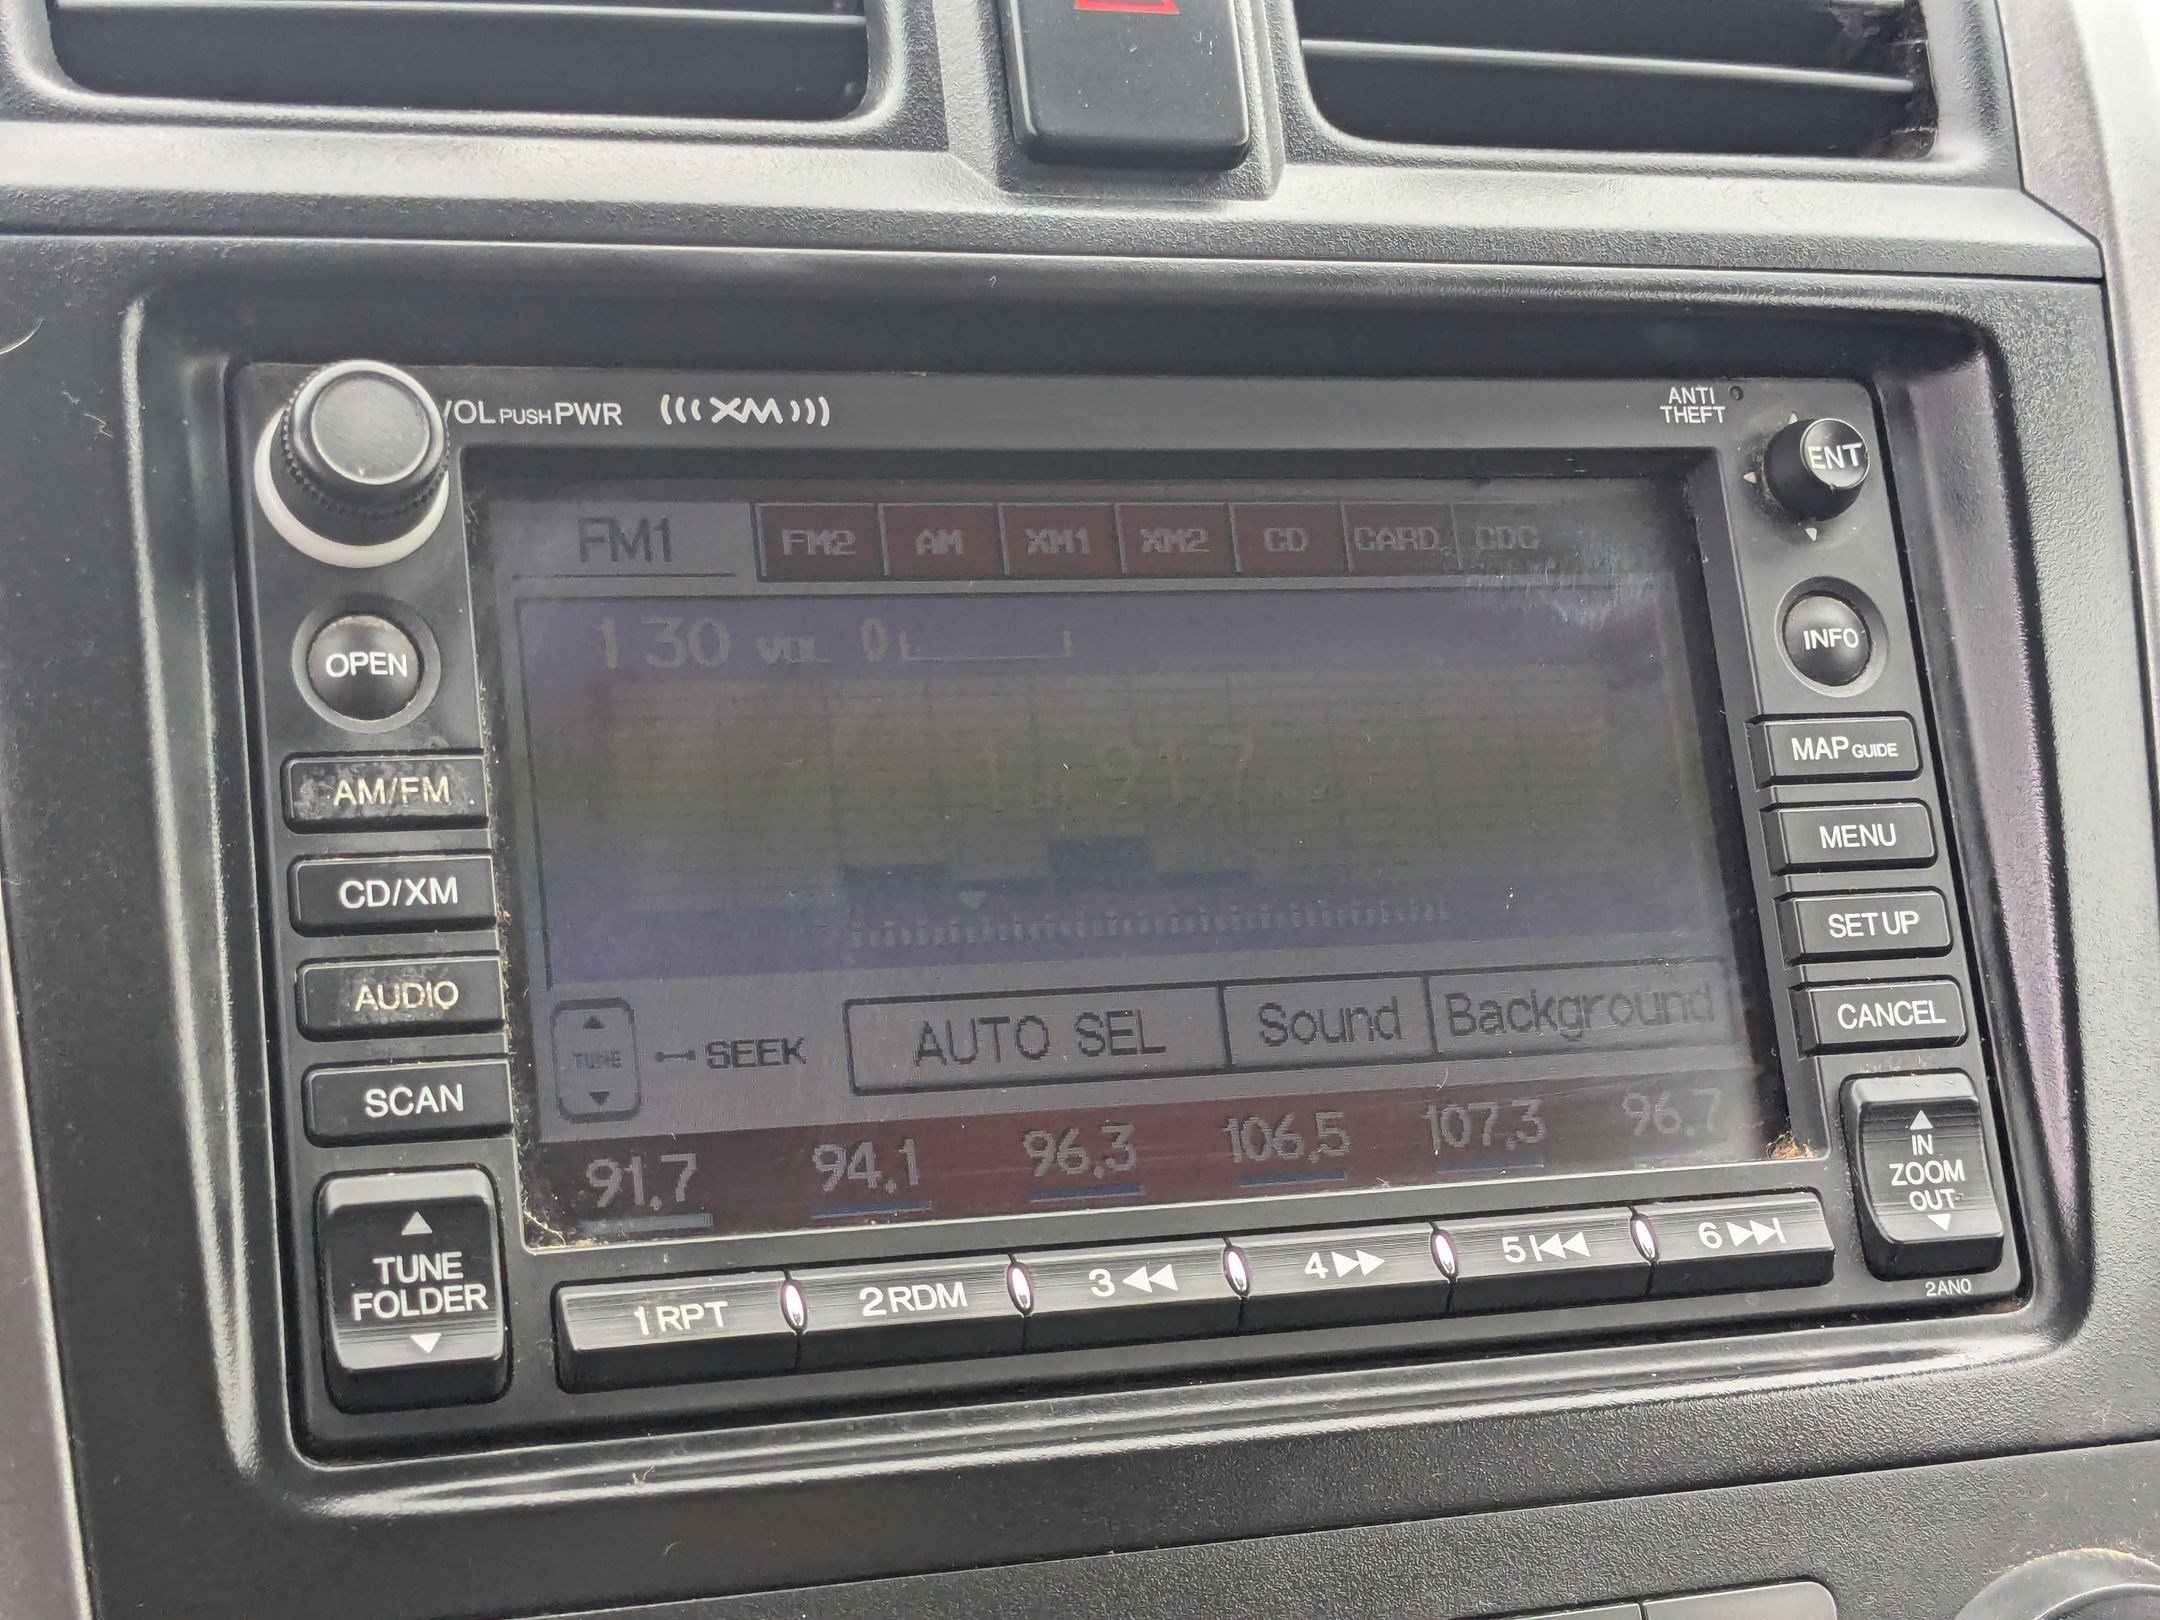 VOL PUSH PWR XM
ANTI
THEFT
ENT
FM1 FM2 AM XM1 XM2 CD CARD CDC
OPEN
1 30 VOL 0
INFO
AM/FM
MAP GUIDE
CD/XM
MENU
AUDIO
SET UP
TUNE SEEK AUTO SEL Sound Background
CANCEL
SCAN
91.7 94.1 96.3 106.5 107.3 96.7
IN
ZOOM
OUT
TUNE
FOLDER
1 RPT 2 RDM 3 4 5 6
2AN0